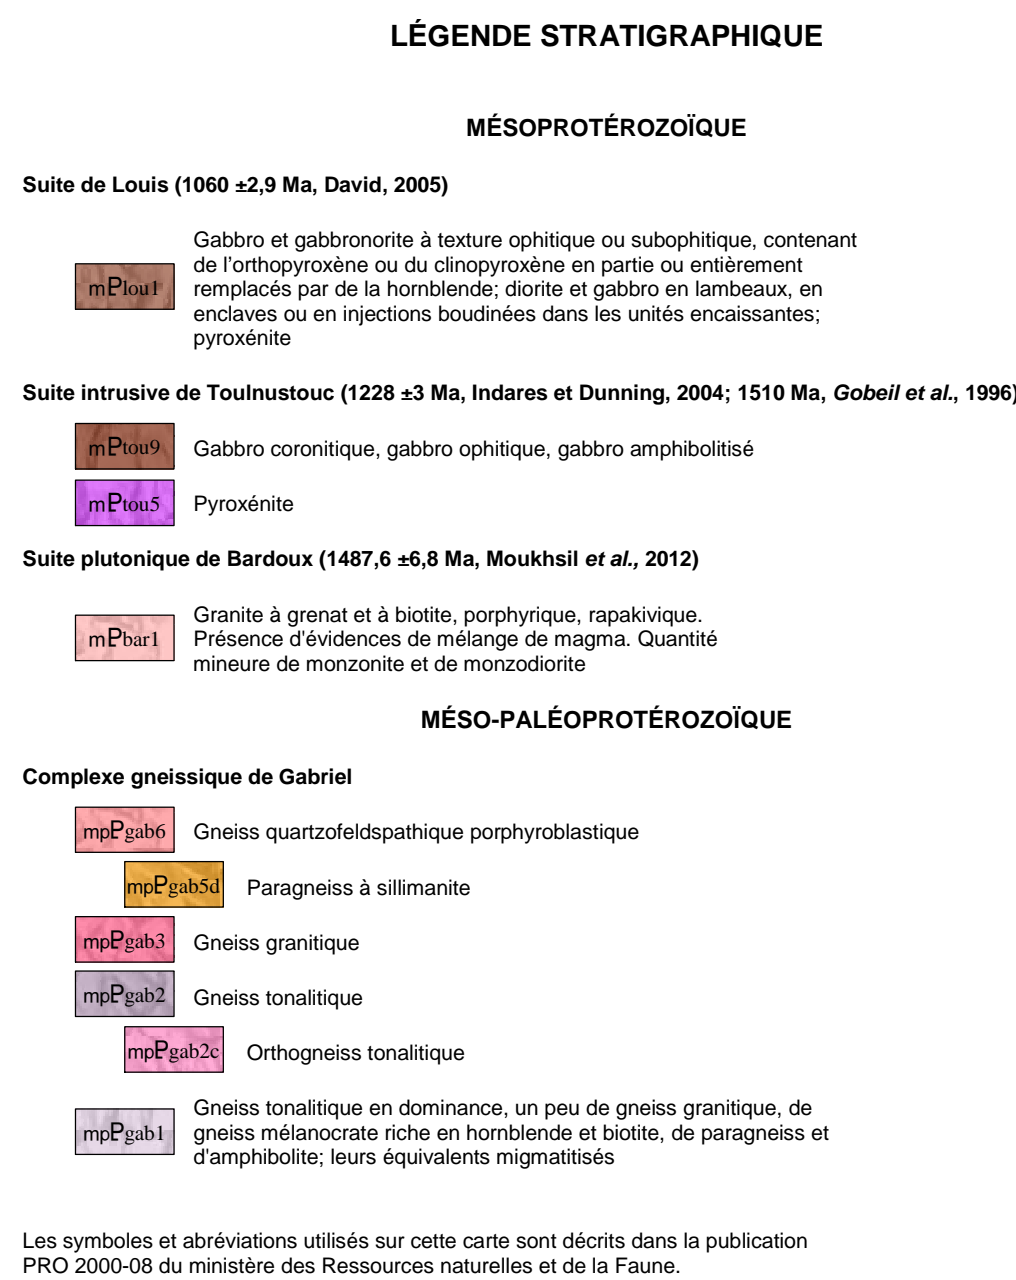 LÉGENDE STRATIGRAPHIQUE
MÉSOPROTÉROZOÏQUE
Suite de Louis (1060 ±2,9 Ma, David, 2005)
mPlou1
Gabbro et gabbronorite à texture ophitique ou subophitique, contenant
de l'orthopyroxène ou du clinopyroxène en partie ou entièrement
remplacés par de la hornblende; diorite et gabbro en lambeaux, en
enclaves ou en injections boudinées dans les unités encaissantes;
pyroxénite
Suite intrusive de Toulnustouc (1228 ±3 Ma, Indares et Dunning, 2004; 1510 Ma, Gobeil et al., 1996)
mPtou9 Gabbro coronitique, gabbro ophitique, gabbro amphibolitisé
mPtou5 Pyroxénite
Suite plutonique de Bardoux (1487,6 ±6,8 Ma, Moukhsil et al., 2012)
mPbar1
Granite à grenat et à biotite, porphyrique, rapakivique.
Présence d'évidences de mélange de magma. Quantité
mineure de monzonite et de monzodiorite
MÉSO-PALÉOPROTÉROZOÏQUE
Complexe gneissique de Gabriel
mpPgab6 Gneiss quartzofeldspathique porphyroblastique
mpPgab5d Paragneiss à sillimanite
mpPgab3 Gneiss granitique
mpPgab2 Gneiss tonalitique
mpPgab2c Orthogneiss tonalitique
mpPgab1
Gneiss tonalitique en dominance, un peu de gneiss granitique, de
gneiss mélanocrate riche en hornblende et biotite, de paragneiss et
d'amphibolite; leurs équivalents migmatitisés
Les symboles et abréviations utilisés sur cette carte sont décrits dans la publication
PRO 2000-08 du ministère des Ressources naturelles et de la Faune.